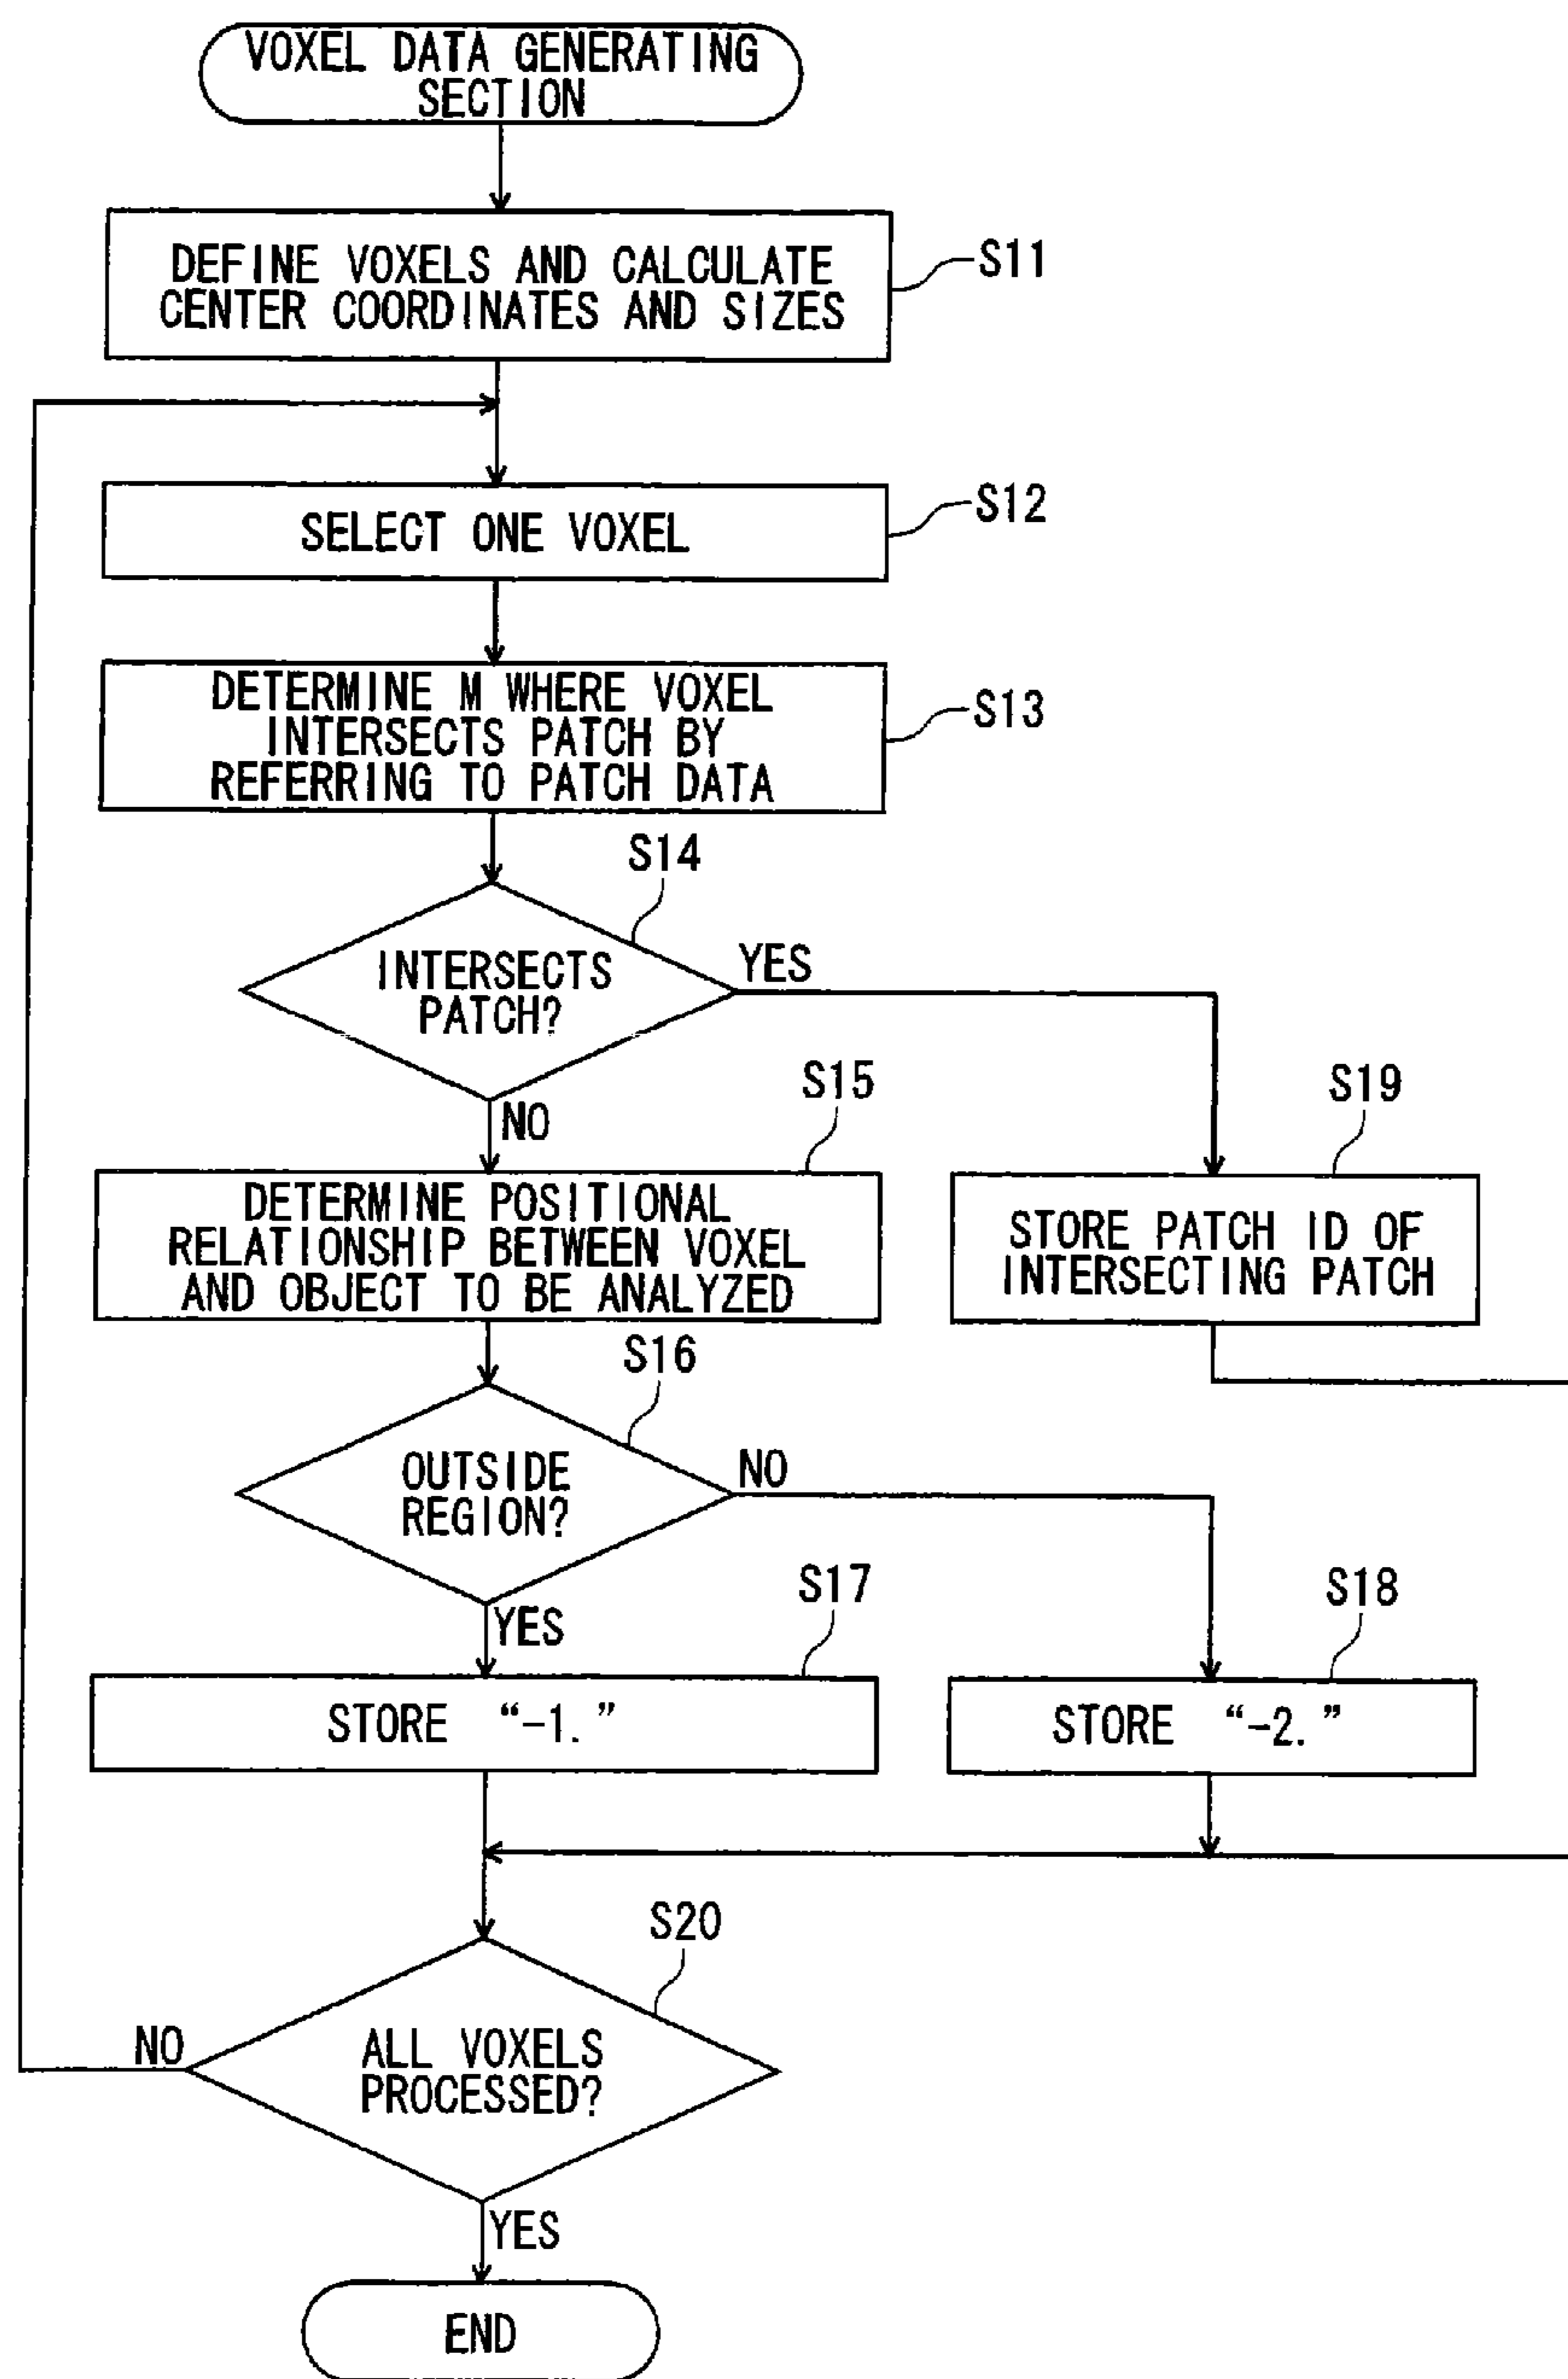 VOXEL DATA GENERATING
SECTION
DEFINE VOXELS AND CALCULATE
CENTER COORDINATES AND SIZES
S11
SELECT ONE VOXEL
S12
DETERMINE M WHERE VOXEL
INTERSECTS PATCH BY
REFERRING TO PATCH DATA
S13
S14
INTERSECTS
PATCH?
YES
NO
S15
DETERMINE POSITIONAL
RELATIONSHIP BETWEEN VOXEL
AND OBJECT TO BE ANALYZED
S19
STORE PATCH ID OF
INTERSECTING PATCH
S16
OUTSIDE
REGION?
NO
YES
S17
STORE “-1.”
S18
STORE “-2.”
S20
ALL VOXELS
PROCESSED?
NO
YES
END